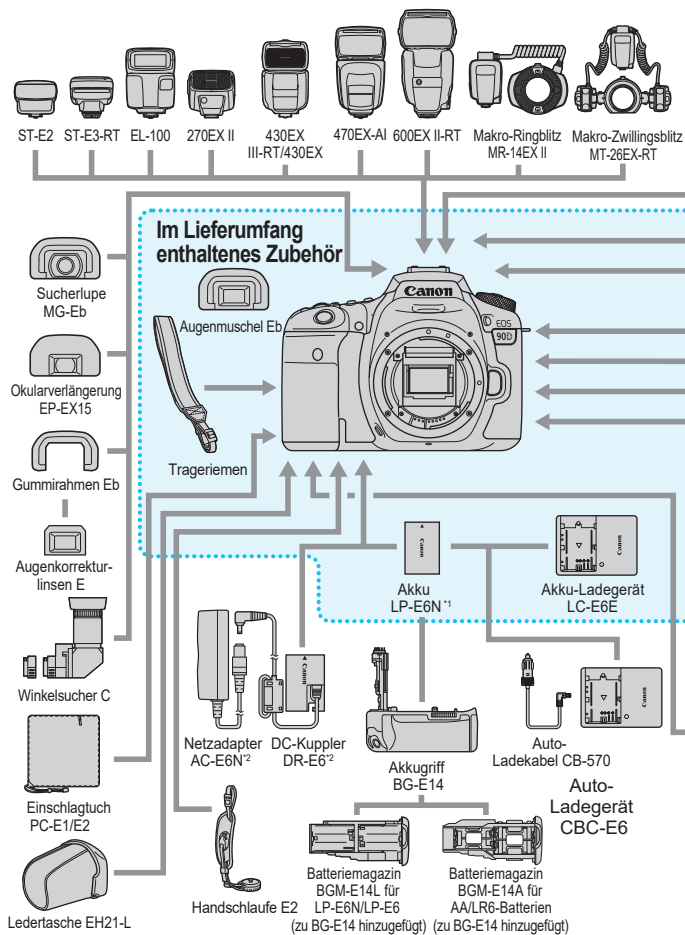 ST-E2
ST-E3-RT
EL-100
270EX II
430EX
III-RT/430EX
470EX-AI
600EX II-RT
Makro-Ringblitz
MR-14EX II
Makro-Zwillingsblitz
MT-26EX-RT
Im Lieferumfang
enthaltenes Zubehör
Augenmuschel Eb
Canon
EOS
90D
Sucherlupe
MG-Eb
Okularverlängerung
EP-EX15
Trageriemen
Gummirahmen Eb
Augenkorrektur-
linsen E
Canon
Akku
LP-E6N*1
Canon
Akku-Ladegerät
LC-E6E
Winkelsucher C
Canon
Netzadapter
AC-E6N*2
DC-Kuppler
DR-E6*2
Akkugriff
BG-E14
Canon
Auto-
Ladekabel CB-570
Auto-
Ladegerät
CBC-E6
Einschlagtuch
PC-E1/E2
Handschlaufe E2
Batteriemagazin
BGM-E14L für
LP-E6N/LP-E6
(zu BG-E14 hinzugefügt)
Batteriemagazin
BGM-E14A für
AA/LR6-Batterien
(zu BG-E14 hinzugefügt)
Ledertasche EH21-L